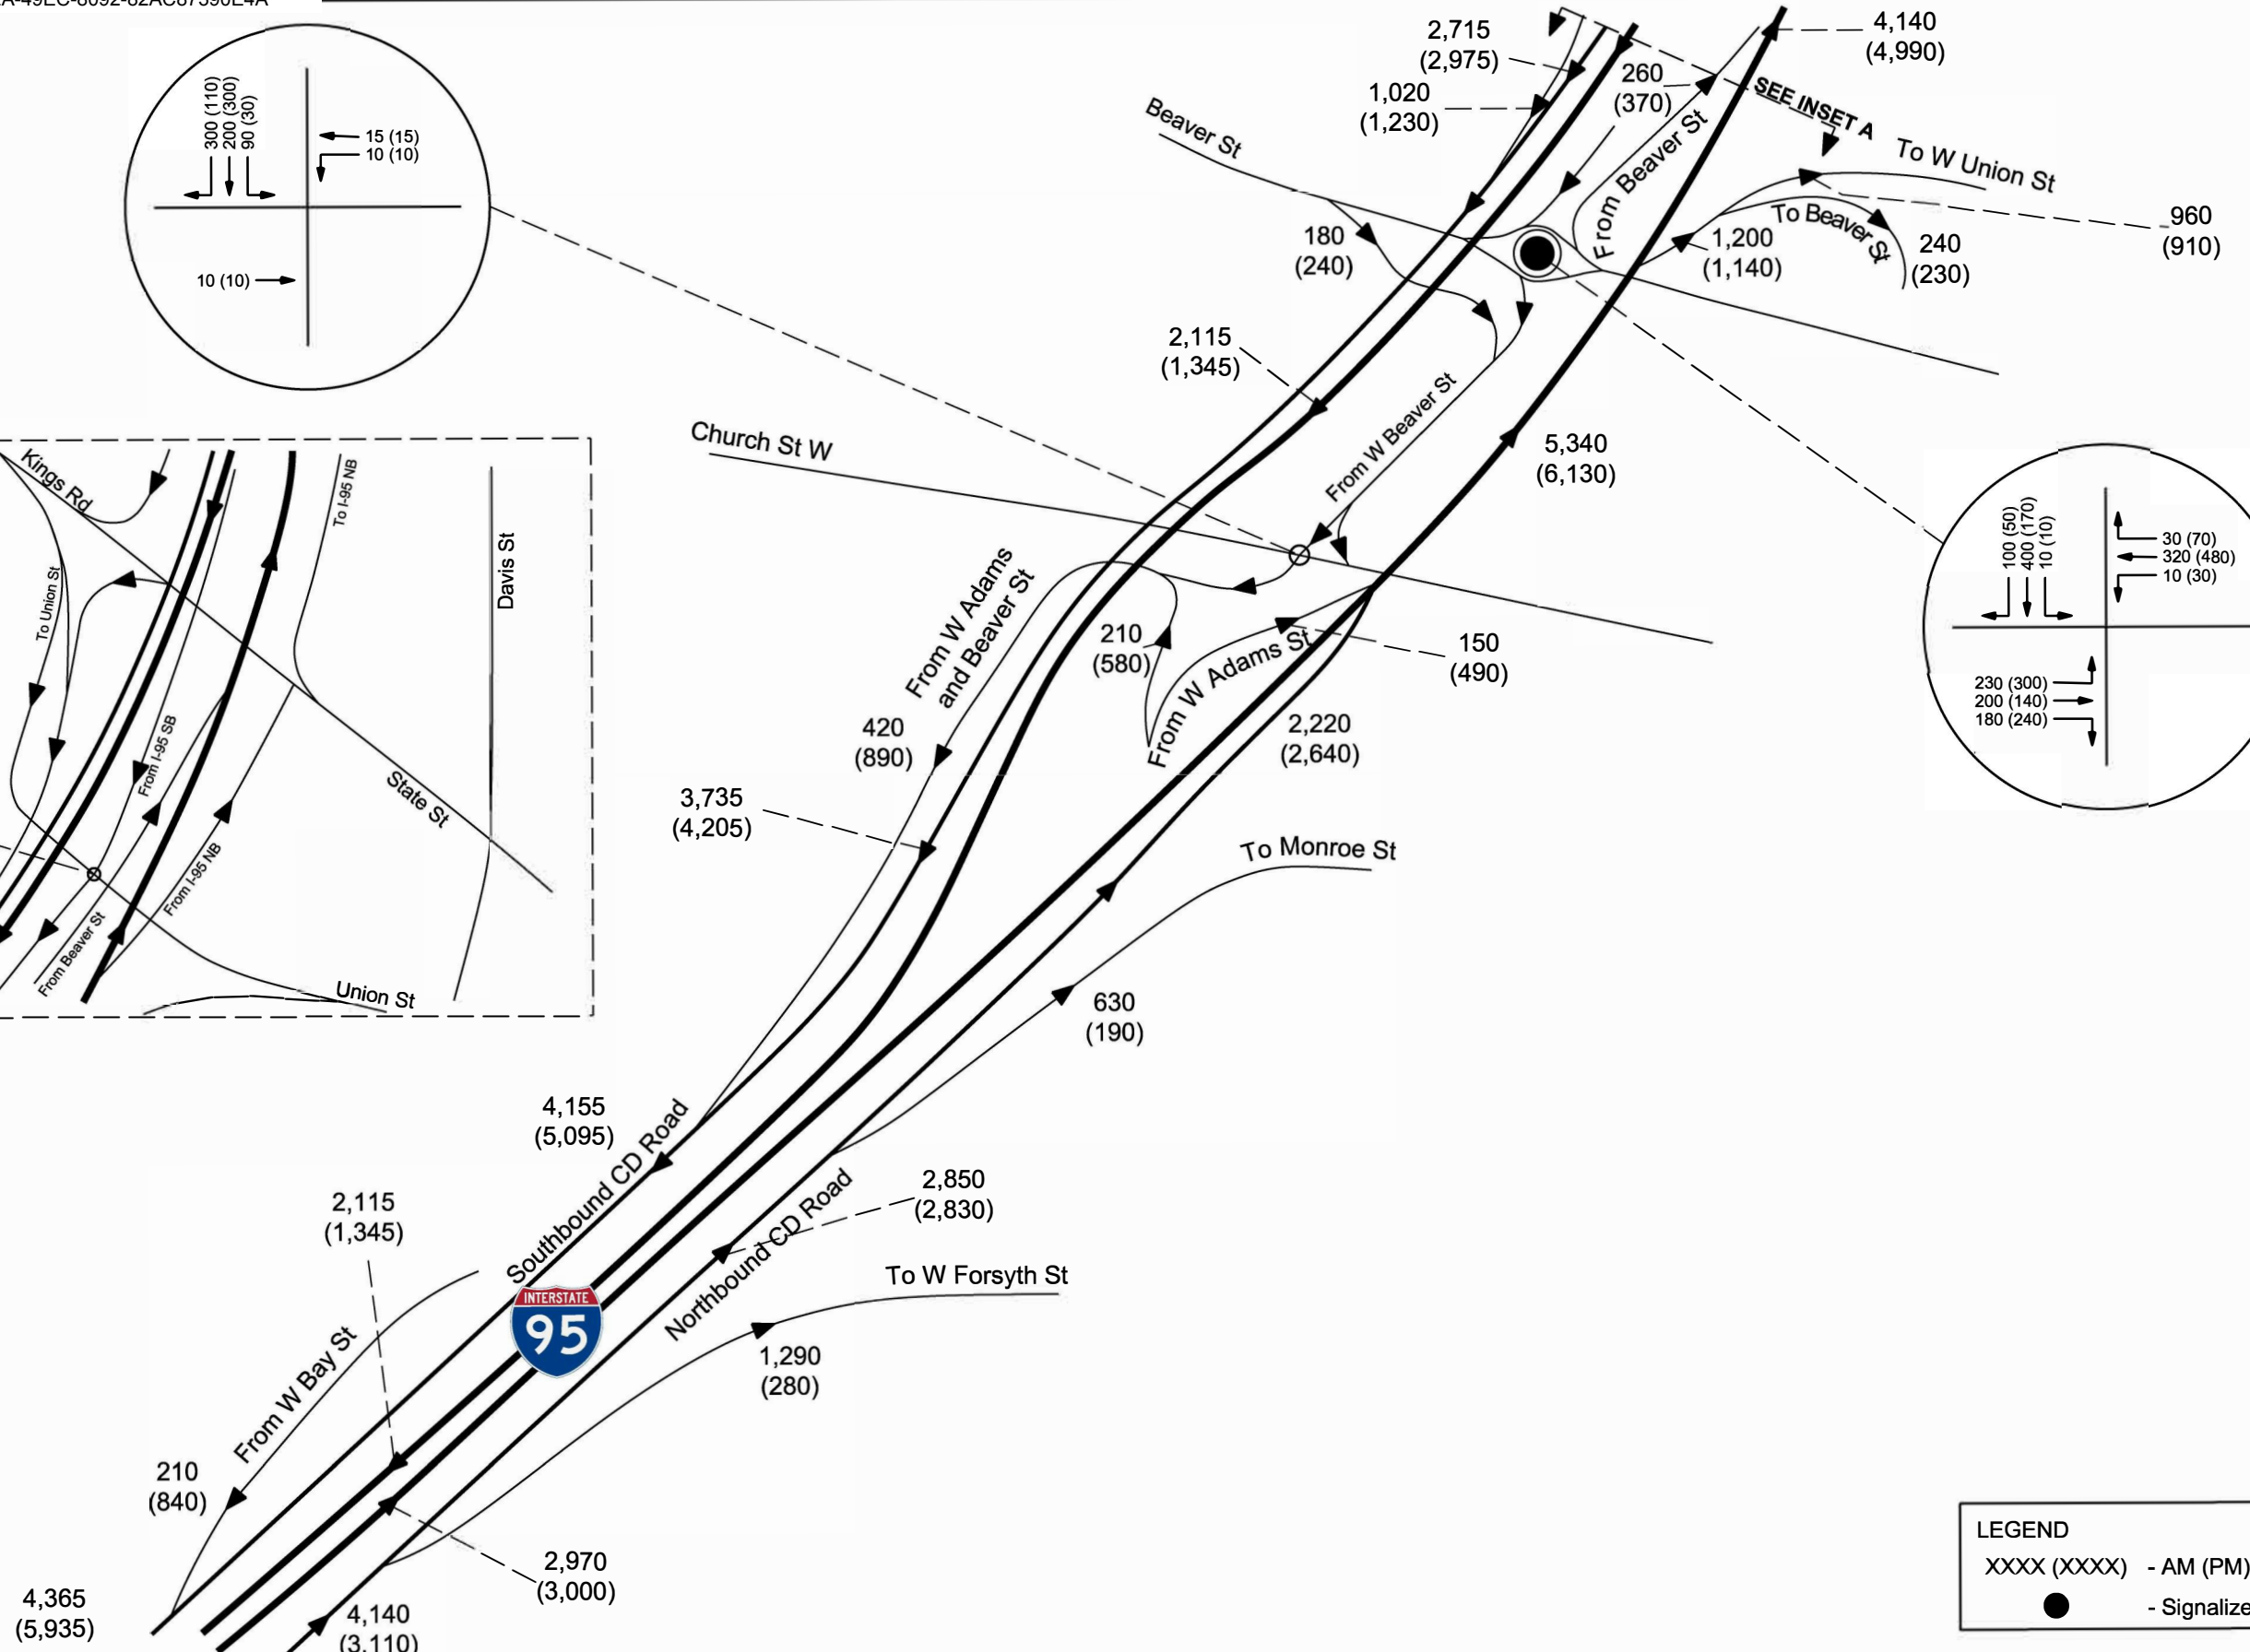 2,715
(2,975)
1,020
(1,230)
260
(370)
4,140
(4,990)
SEE INSET A
Beaver St
From Beaver St
To W Union St
To Beaver St
960
(910)
240
(230)
1,200
(1,140)
180
(240)
300 (110)
200 (300)
90 (30)
15 (15)
10 (10)
10 (10)
2,115
(1,345)
Church St W
From W Beaver St
5,340
(6,130)
Kings Rd
To I-95 NB
Davis St
To Union St
From I-95 SB
State St
From I-95 NB
From Beaver St
Union St
100 (50)
400 (170)
10 (10)
30 (70)
320 (480)
10 (30)
230 (300)
200 (140)
180 (240)
From W Adams
and Beaver St
210
(580)
From W Adams St
150
(490)
420
(890)
2,220
(2,640)
3,735
(4,205)
To Monroe St
630
(190)
4,155
(5,095)
Southbound CD Road
2,850
(2,830)
Northbound CD Road
2,115
(1,345)
To W Forsyth St
INTERSTATE
95
1,290
(280)
From W Bay St
210
(840)
2,970
(3,000)
4,365
(5,935)
4,140
(3,110)
LEGEND
XXXX (XXXX) - AM (PM)
- Signalize